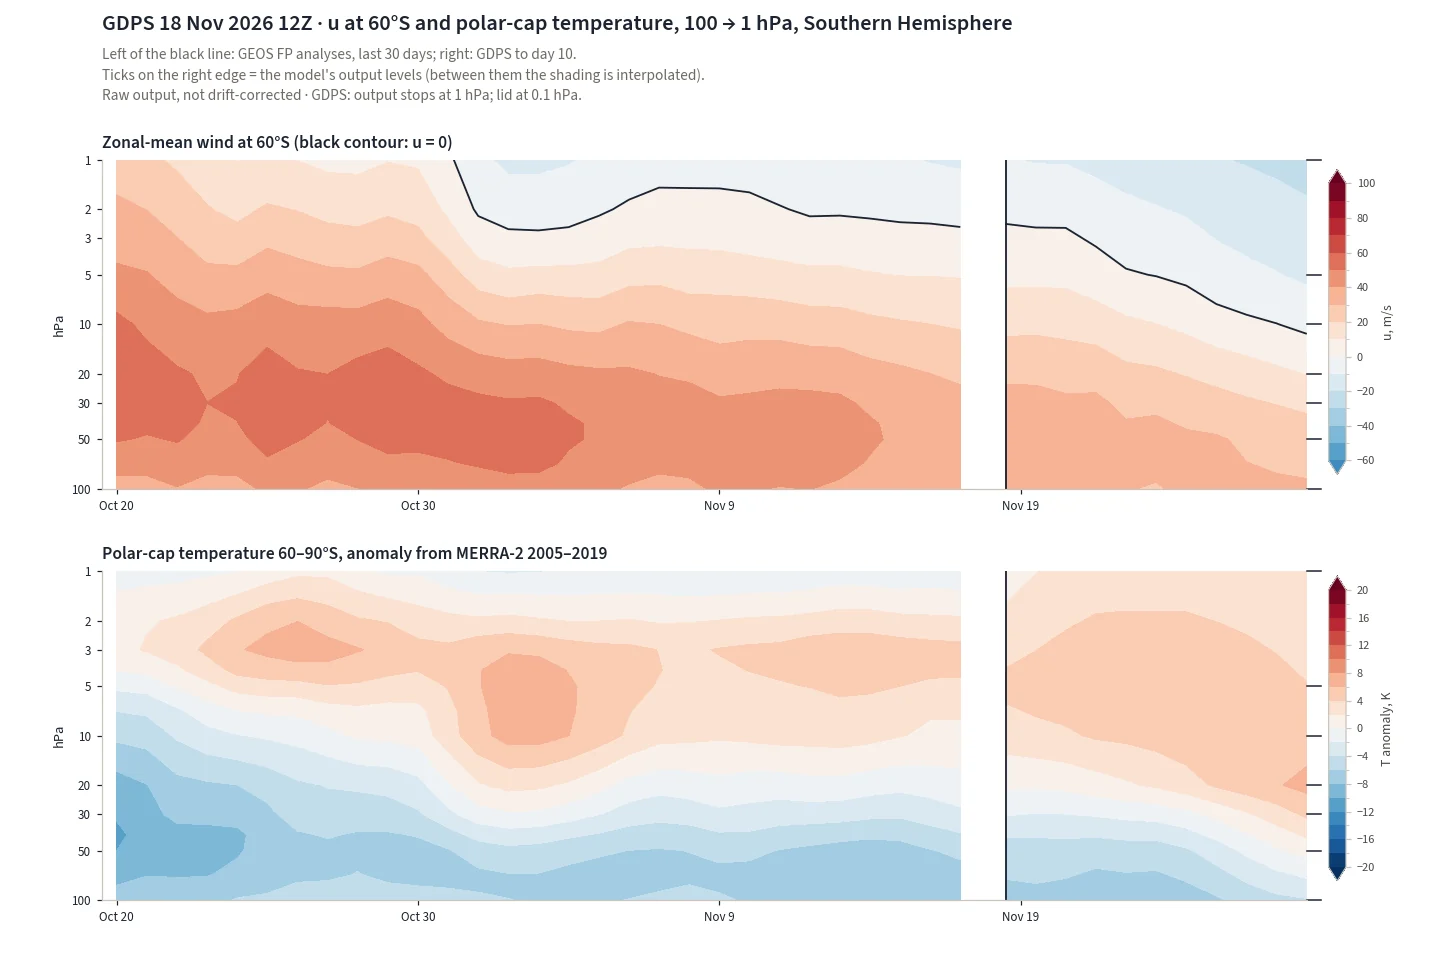 GDPS 18 Nov 2026 12Z · u at 60°S and polar-cap temperature, 100 → 1 hPa, Southern Hemisphere
Left of the black line: GEOS FP analyses, last 30 days; right: GDPS to day 10.
Ticks on the right edge = the model's output levels (between them the shading is interpolated).
Raw output, not drift-corrected · GDPS: output stops at 1 hPa; lid at 0.1 hPa.
Zonal-mean wind at 60°S (black contour: u = 0)
1
2
3
5
10
20
30
50
100
hPa
Oct 20
Oct 30
Nov 9
Nov 19
100
80
60
40
20
0
−20
−40
−60
u, m/s
Polar-cap temperature 60–90°S, anomaly from MERRA-2 2005–2019
1
2
3
5
10
20
30
50
100
hPa
Oct 20
Oct 30
Nov 9
Nov 19
20
16
12
8
4
0
−4
−8
−12
−16
−20
T anomaly, K